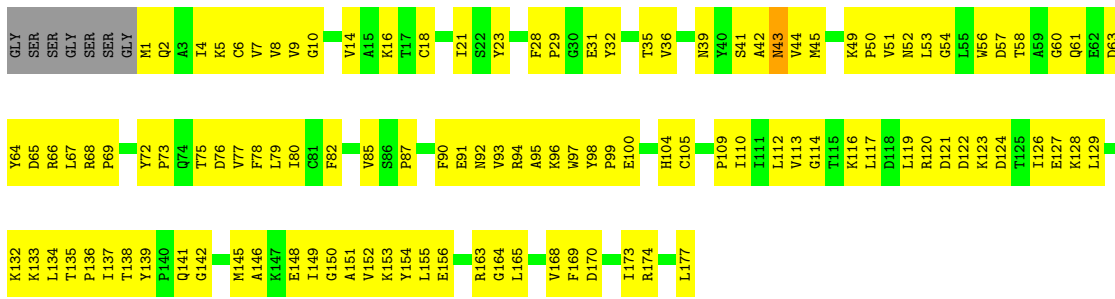 GLY SER SER GLY SER SER GLY M1 Q2 A3 I4 K5 C6 V7 V8 V9 G10 V14 A15 K16 T17 C18 I21 S22 Y23 F28 P29 G30 E31 Y32 T35 V36 N39 Y40 S41 A42 N43 V44 M45 K49 P50 V51 N52 L53 G54 L55 W56 D57 T58 A59 G60 Q61 E62 D63
Y64 D65 R66 L67 R68 P69 Y72 P73 Q74 T75 D76 V77 F78 L79 I80 C81 F82 V85 S86 P87 F90 E91 N92 V93 R94 A95 K96 W97 Y98 P99 E100 H104 C105 P109 I110 I111 L112 V113 G114 T115 K116 L117 D118 L119 R120 D121 D122 K123 D124 T125 I126 E127 K128 L129
K132 K133 L134 T135 P136 I137 T138 Y139 P140 Q141 G142 M145 A146 K147 E148 I149 G150 A151 V152 K153 Y154 L155 E156 R163 G164 L165 V168 F169 D170 I173 R174 L177